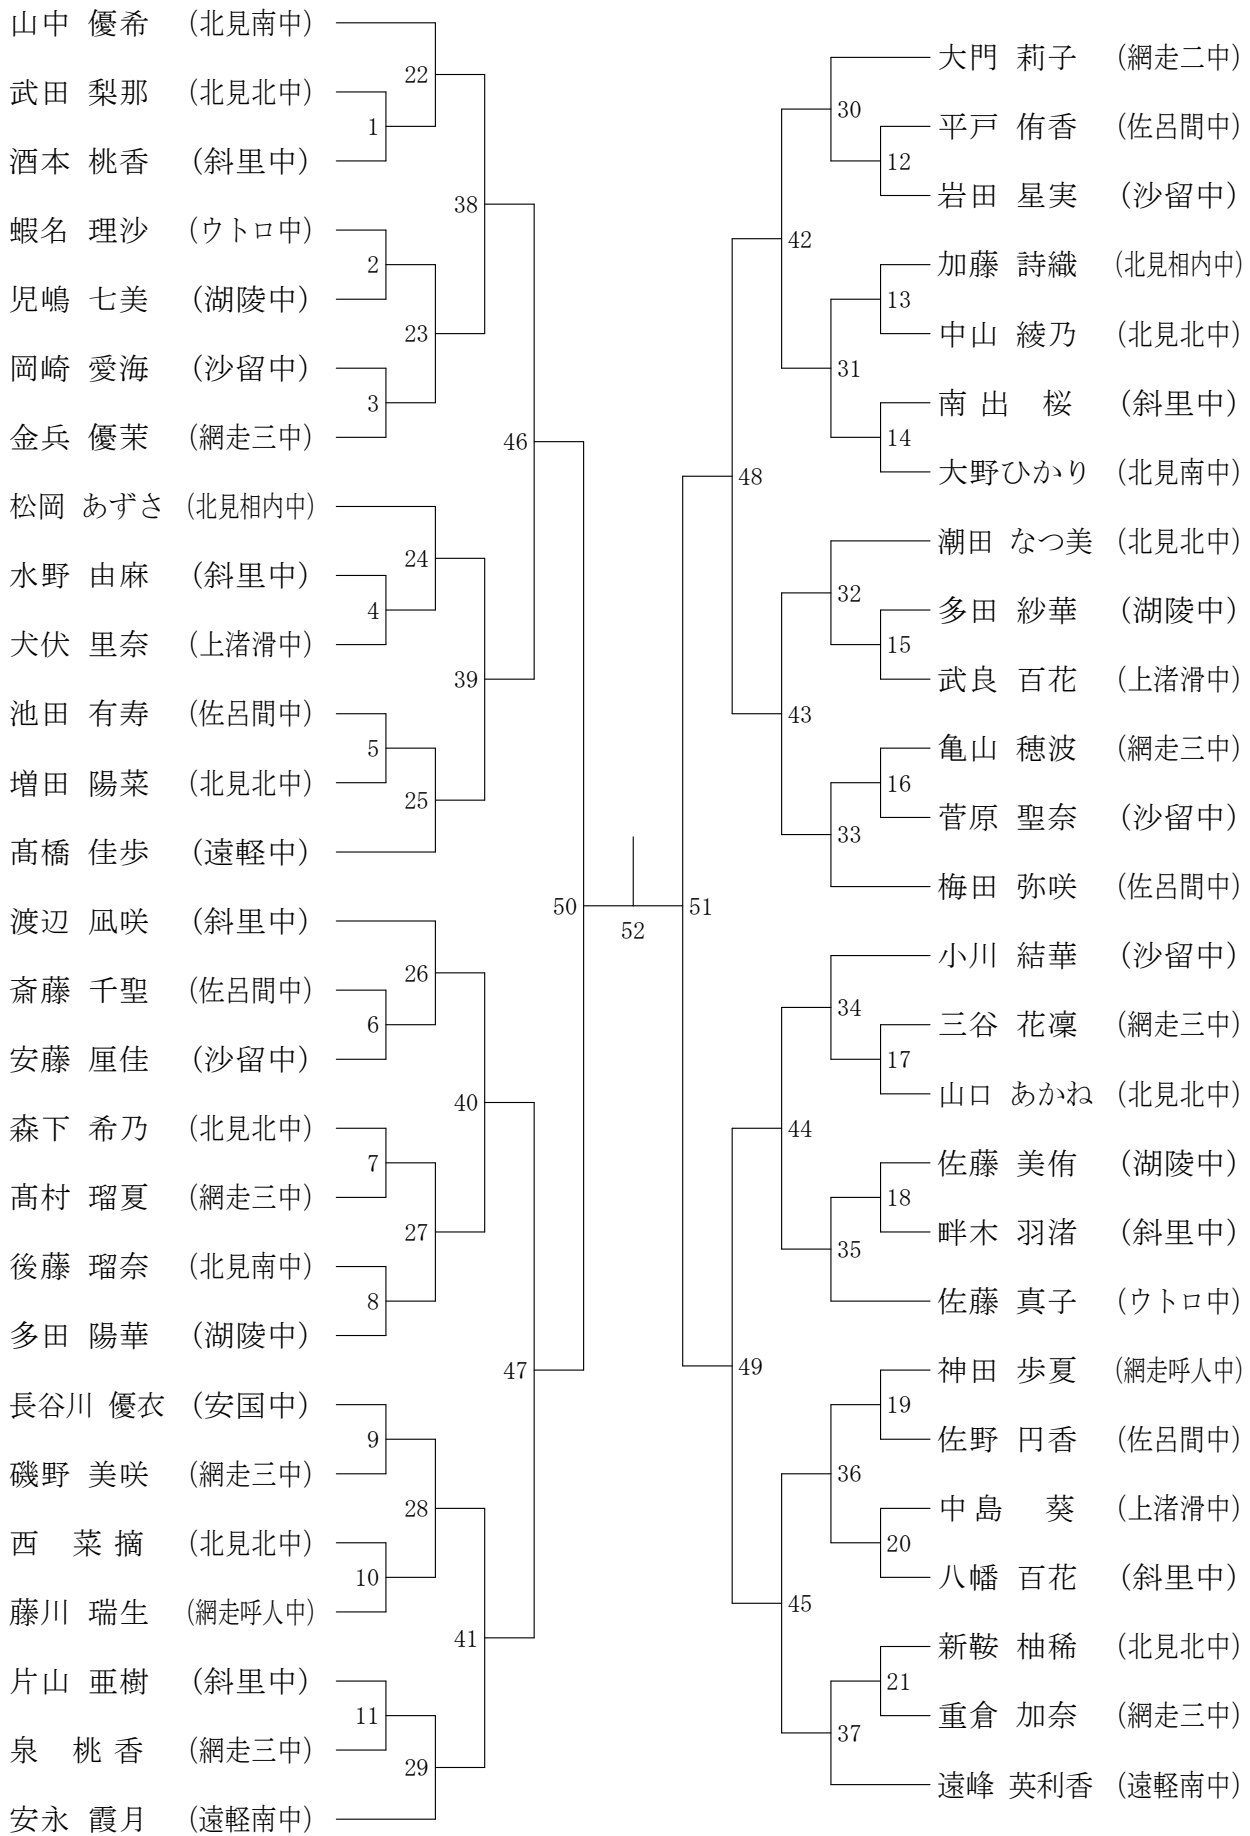 山中 優希 (北見南中)
武田 梨那 (北見北中)
酒本 桃香 (斜里中)
蝦名 理沙 (ウトロ中)
児嶋 七美 (湖陵中)
岡崎 愛海 (沙留中)
金兵 優茉 (網走三中)
松岡 あずさ (北見相内中)
水野 由麻 (斜里中)
犬伏 里奈 (上渚滑中)
池田 有寿 (佐呂間中)
増田 陽菜 (北見北中)
髙橋 佳歩 (遠軽中)
渡辺 凪咲 (斜里中)
斎藤 千聖 (佐呂間中)
安藤 厘佳 (沙留中)
森下 希乃 (北見北中)
髙村 瑠夏 (網走三中)
後藤 瑠奈 (北見南中)
多田 陽華 (湖陵中)
長谷川 優衣 (安国中)
磯野 美咲 (網走三中)
西 菜摘 (北見北中)
藤川 瑞生 (網走呼人中)
片山 亜樹 (斜里中)
泉 桃香 (網走三中)
安永 霞月 (遠軽南中)
1
2
3
4
5
6
7
8
9
10
11
22
23
24
25
26
27
28
29
38
39
40
41
46
47
50
52
51
48
49
42
43
44
45
30
31
32
33
34
35
36
37
12
13
14
15
16
17
18
19
20
21
大門 莉子 (網走二中)
平戸 侑香 (佐呂間中)
岩田 星実 (沙留中)
加藤 詩織 (北見相内中)
中山 綾乃 (北見北中)
南出 桜 (斜里中)
大野ひかり (北見南中)
潮田 なつ美 (北見北中)
多田 紗華 (湖陵中)
武良 百花 (上渚滑中)
亀山 穂波 (網走三中)
菅原 聖奈 (沙留中)
梅田 弥咲 (佐呂間中)
小川 結華 (沙留中)
三谷 花凜 (網走三中)
山口 あかね (北見北中)
佐藤 美侑 (湖陵中)
畔木 羽渚 (斜里中)
佐藤 真子 (ウトロ中)
神田 歩夏 (網走呼人中)
佐野 円香 (佐呂間中)
中島 葵 (上渚滑中)
八幡 百花 (斜里中)
新鞍 柚稀 (北見北中)
重倉 加奈 (網走三中)
遠峰 英利香 (遠軽南中)